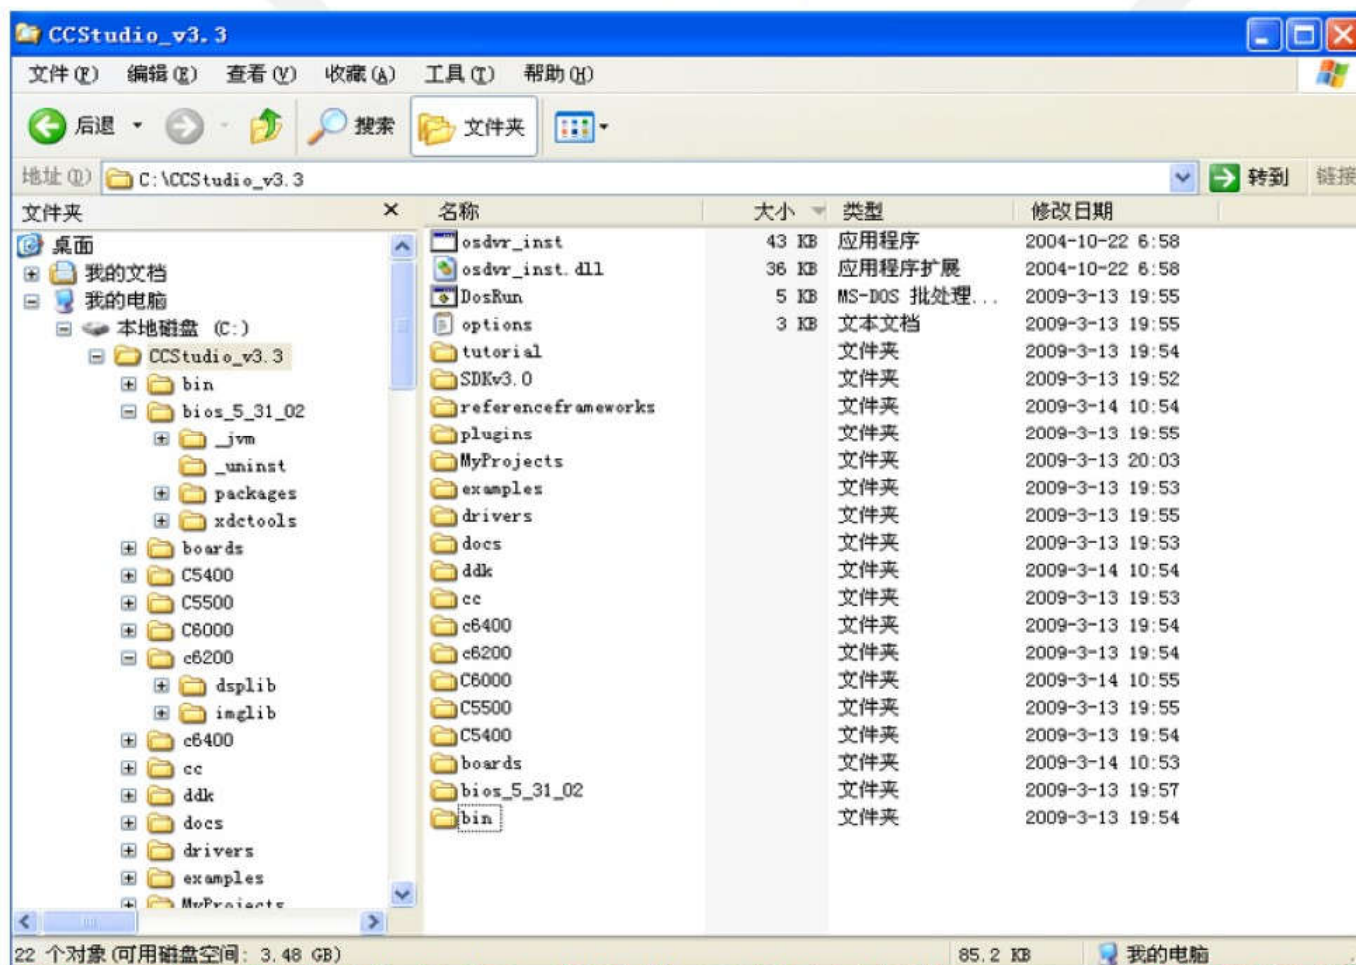 CCStudio_v3.3
文件(F) 编辑(E) 查看(V) 收藏(A) 工具(T) 帮助(H)
后退 搜索 文件夹
地址(D) C:\CCStudio_v3.3 转到 链接
文件夹
桌面
我的文档
我的电脑
本地磁盘 (C:)
CCStudio_v3.3
bin
bios_5_31_02
_jvm
_uninst
packages
xdctools
boards
C5400
C5500
C6000
c6200
dsplib
imglib
c6400
cc
ddk
docs
drivers
examples
MyProjects
名称 大小 类型 修改日期
osdvr_inst 43 KB 应用程序 2004-10-22 6:58
osdvr_inst.dll 36 KB 应用程序扩展 2004-10-22 6:58
DosRun 5 KB MS-DOS 批处理... 2009-3-13 19:55
options 3 KB 文本文档 2009-3-13 19:55
tutorial 文件夹 2009-3-13 19:54
SDKv3.0 文件夹 2009-3-13 19:52
referenceframeworks 文件夹 2009-3-14 10:54
plugins 文件夹 2009-3-13 19:55
MyProjects 文件夹 2009-3-13 20:03
examples 文件夹 2009-3-13 19:53
drivers 文件夹 2009-3-13 19:55
docs 文件夹 2009-3-13 19:53
ddk 文件夹 2009-3-14 10:54
cc 文件夹 2009-3-13 19:53
c6400 文件夹 2009-3-13 19:54
c6200 文件夹 2009-3-13 19:54
C6000 文件夹 2009-3-14 10:55
C5500 文件夹 2009-3-13 19:55
C5400 文件夹 2009-3-13 19:54
boards 文件夹 2009-3-14 10:53
bios_5_31_02 文件夹 2009-3-13 19:57
bin 文件夹 2009-3-13 19:54
22 个对象(可用磁盘空间: 3.48 GB) 85.2 KB 我的电脑